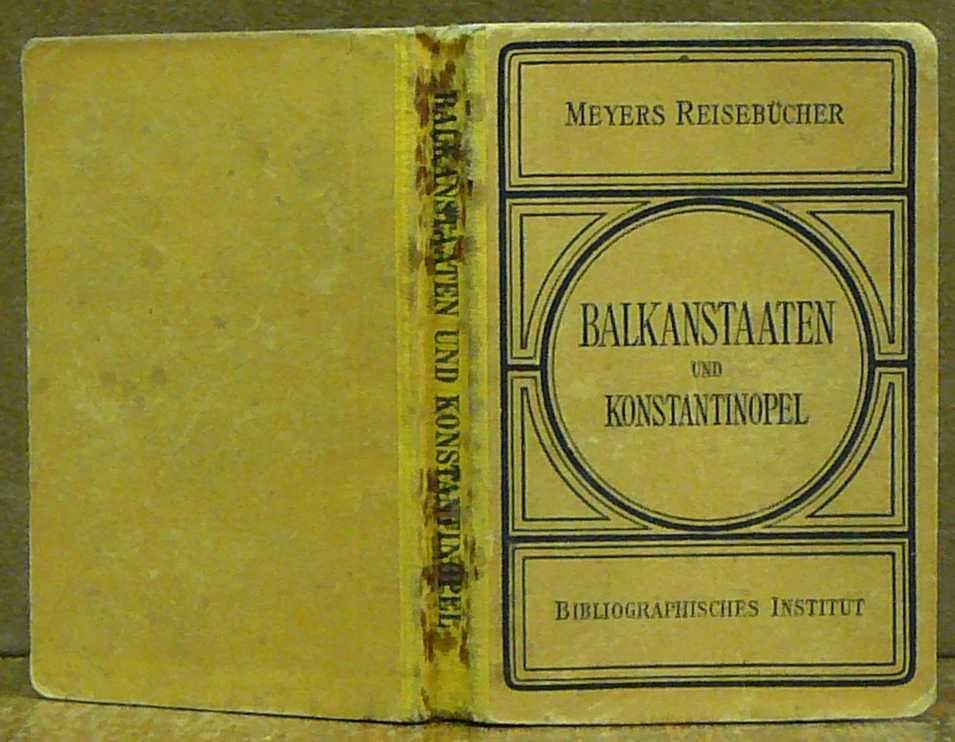 BALKANSTAATEN UND KONSTANTINOPEL
MEYERS REISEBÜCHER
BALKANSTAATEN
UND
KONSTANTINOPEL
BIBLIOGRAPHISCHES INSTITUT